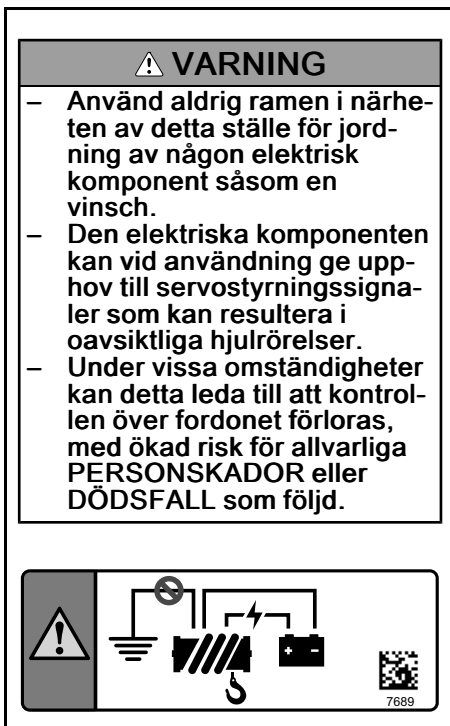 ⚠ VARNING
– Använd aldrig ramen i närhe-
ten av detta ställe för jord-
ning av någon elektrisk
komponent såsom en
vinsch.
– Den elektriska komponenten
kan vid användning ge upp-
hov till servostyrningssigna-
ler som kan resultera i
oavsiktliga hjulrörelser.
– Under vissa omständigheter
kan detta leda till att kontrol-
len över fordonet förloras,
med ökad risk för allvarliga
PERSONSKADOR eller
DÖDSFALL som följd.
+ -
7689